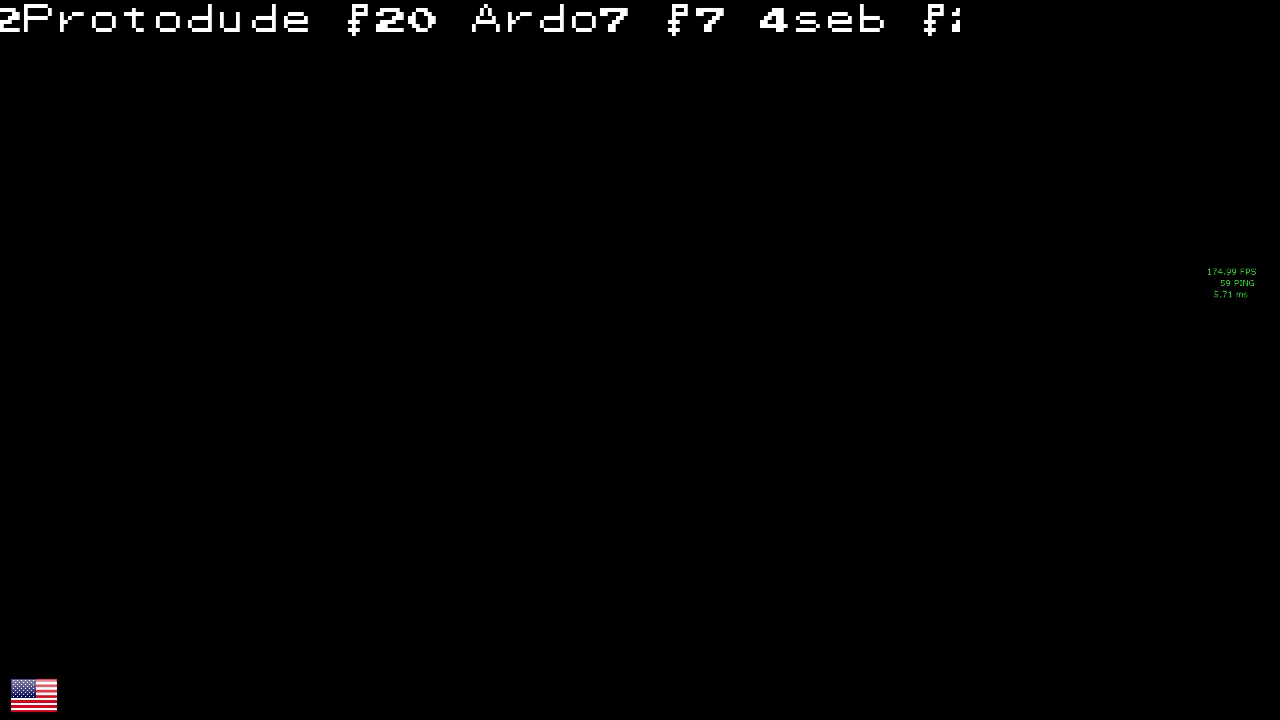 2Protodude ₣20 Ardo7 ₣7 4seb ₣
174.99 FPS
59 PING
5.71 ms